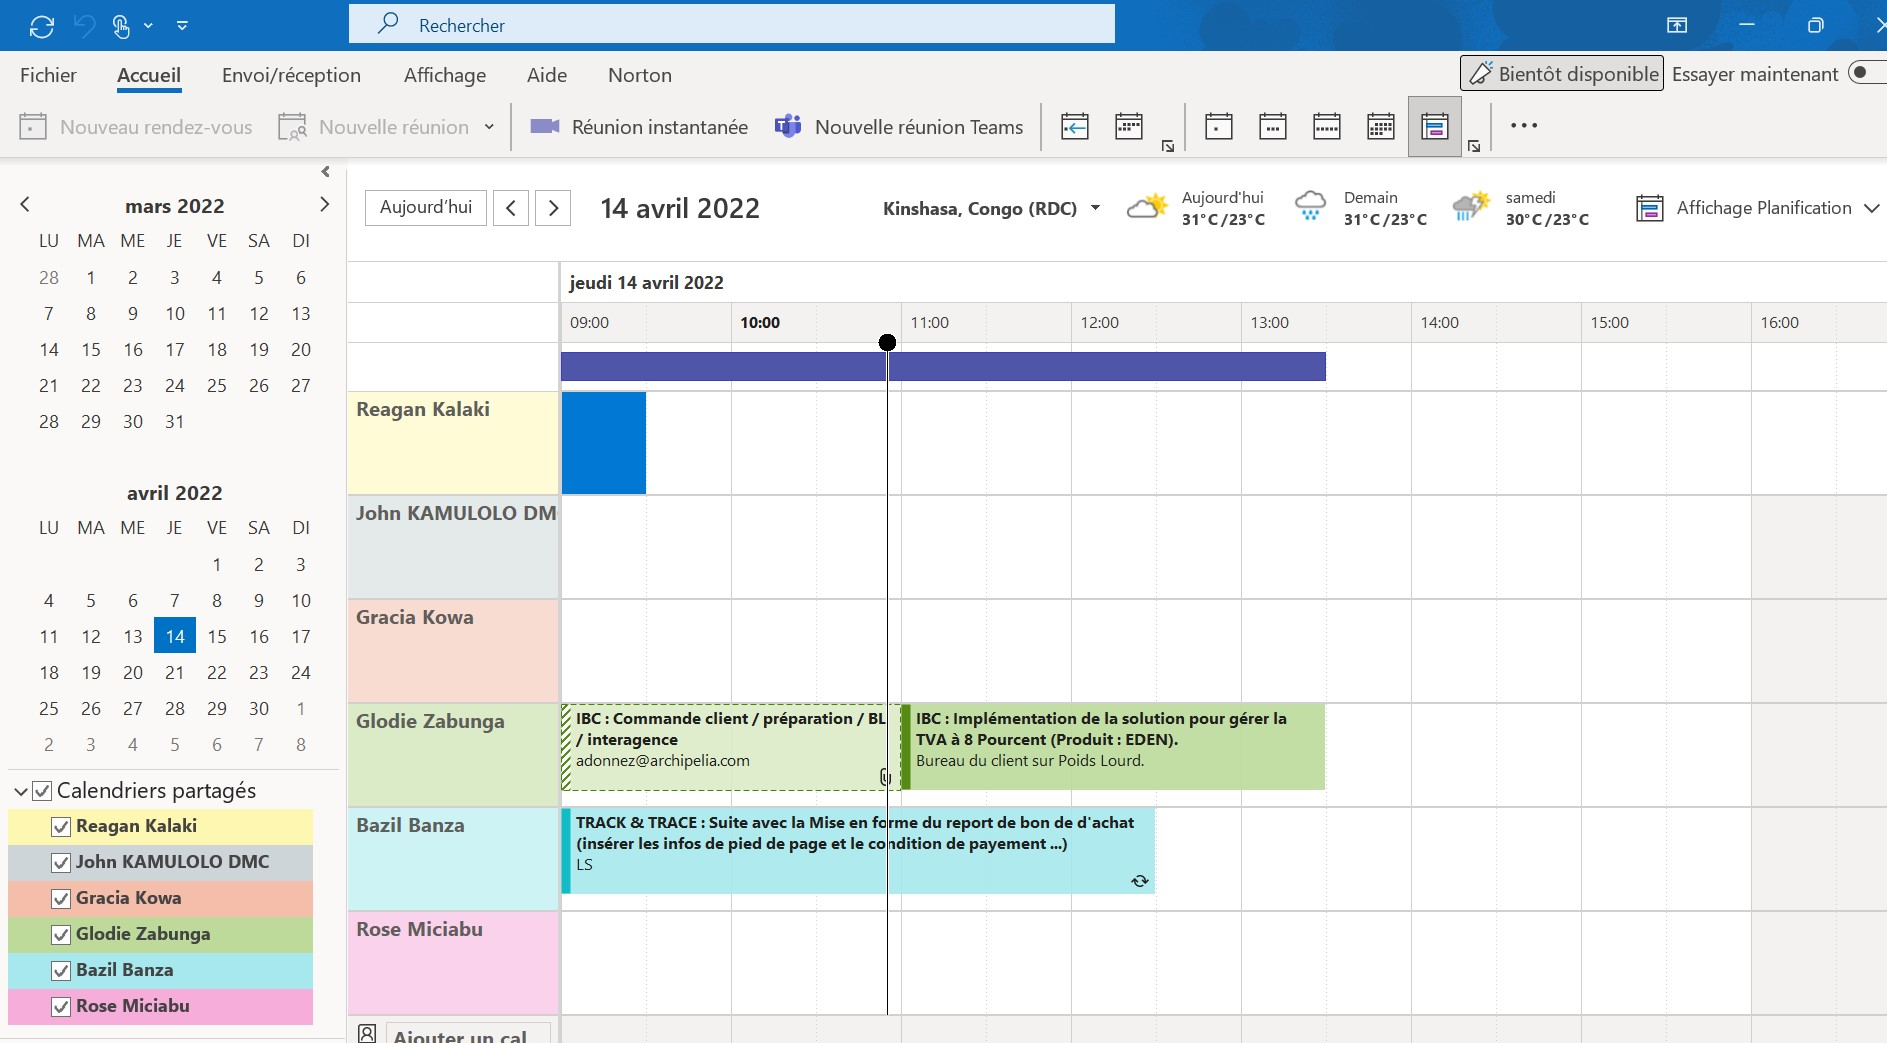 Rechercher
Fichier Accueil Envoi/réception Affichage Aide Norton Bientôt disponible Essayer maintenant
Nouveau rendez-vous Nouvelle réunion Réunion instantanée Nouvelle réunion Teams
mars 2022
LU MA ME JE VE SA DI
28 1 2 3 4 5 6
7 8 9 10 11 12 13
14 15 16 17 18 19 20
21 22 23 24 25 26 27
28 29 30 31
avril 2022
LU MA ME JE VE SA DI
1 2 3
4 5 6 7 8 9 10
11 12 13 14 15 16 17
18 19 20 21 22 23 24
25 26 27 28 29 30 1
2 3 4 5 6 7 8
Calendriers partagés
Reagan Kalaki
John KAMULOLO DMC
Gracia Kowa
Glodie Zabunga
Bazil Banza
Rose Miciabu
Aujourd'hui 14 avril 2022 Kinshasa, Congo (RDC)
Aujourd'hui
31°C/23°C
Demain
31°C/23°C
samedi
30°C/23°C
Affichage Planification
jeudi 14 avril 2022
09:00 10:00 11:00 12:00 13:00 14:00 15:00 16:00
Reagan Kalaki
John KAMULOLO DM
Gracia Kowa
Glodie Zabunga
IBC : Commande client / préparation / BL
/ interagence
adonnez@archipelia.com
IBC : Implémentation de la solution pour gérer la
TVA à 8 Pourcent (Produit : EDEN).
Bureau du client sur Poids Lourd.
Bazil Banza
TRACK & TRACE : Suite avec la Mise en forme du report de bon de d'achat
(insérer les infos de pied de page et le condition de payement ...)
LS
Rose Miciabu
Ajouter un cal